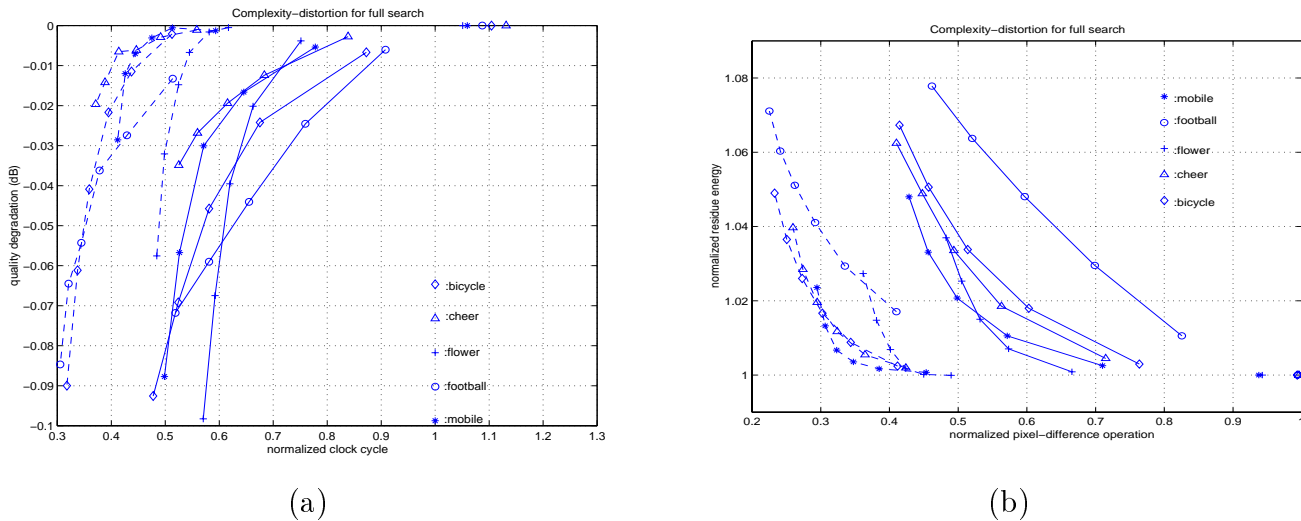 Complexity−distortion for full search
0
−0.01
−0.02
−0.03
−0.04
−0.05
−0.06
−0.07
−0.08
−0.09
−0.1
quality degradation (dB)
:bicycle
:cheer
:flower
:football
:mobile
0.3 0.4 0.5 0.6 0.7 0.8 0.9 1 1.1 1.2 1.3
normalized clock cycle
(a)
Complexity−distortion for full search
1.08
1.06
1.04
1.02
1
normalized residue energy
:mobile
:football
:flower
:cheer
:bicycle
0.2 0.3 0.4 0.5 0.6 0.7 0.8 0.9 1
normalized pixel−difference operation
(b)